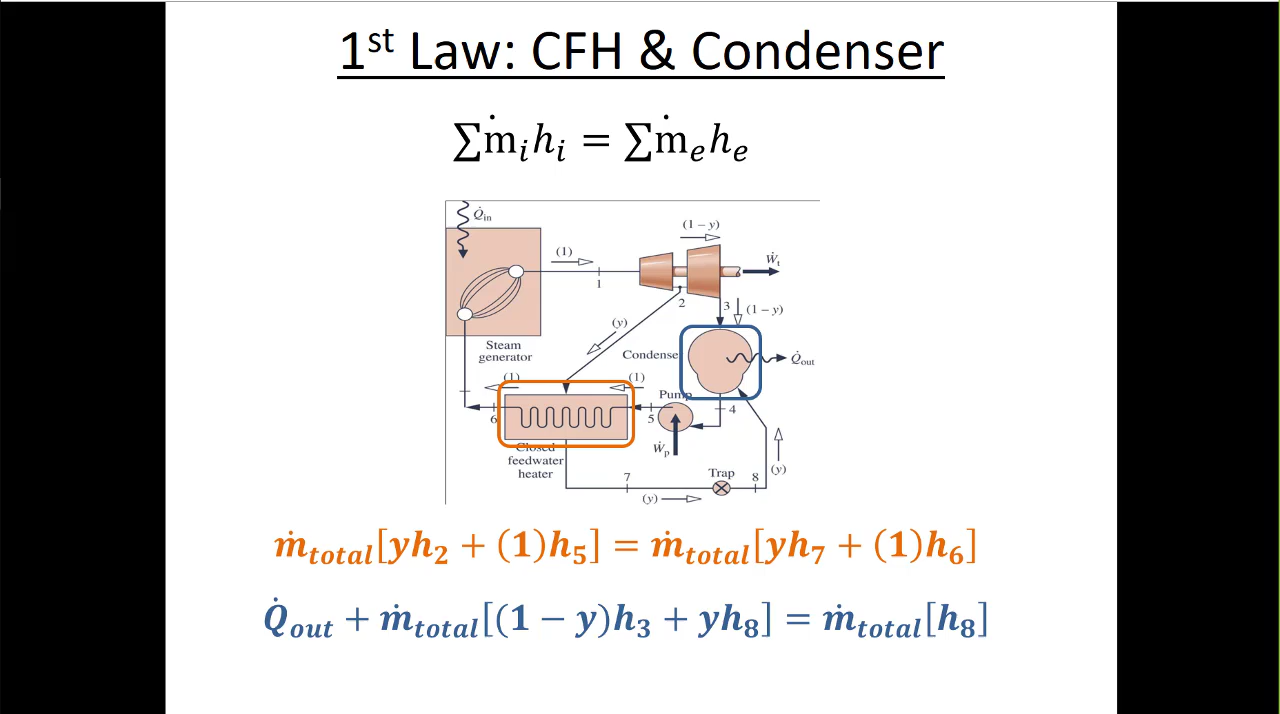 1st Law: CFH & Condenser
∑ṁᵢhᵢ = ∑ṁₑhₑ
Q̇in
(1 – y)
(1)
Ẇt
1
2
3
(1 – y)
(y)
Steam
generator
Condense
Q̇out
(1)
(1)
Pump
6
5
4
Closed
feedwater
heater
Ẇp
7
Trap
8
(y)
(y)
ṁtotal[yh₂ + (1)h₅] = ṁtotal[yh₇ + (1)h₆]
Q̇out + ṁtotal[(1 − y)h₃ + yh₈] = ṁtotal[h₈]